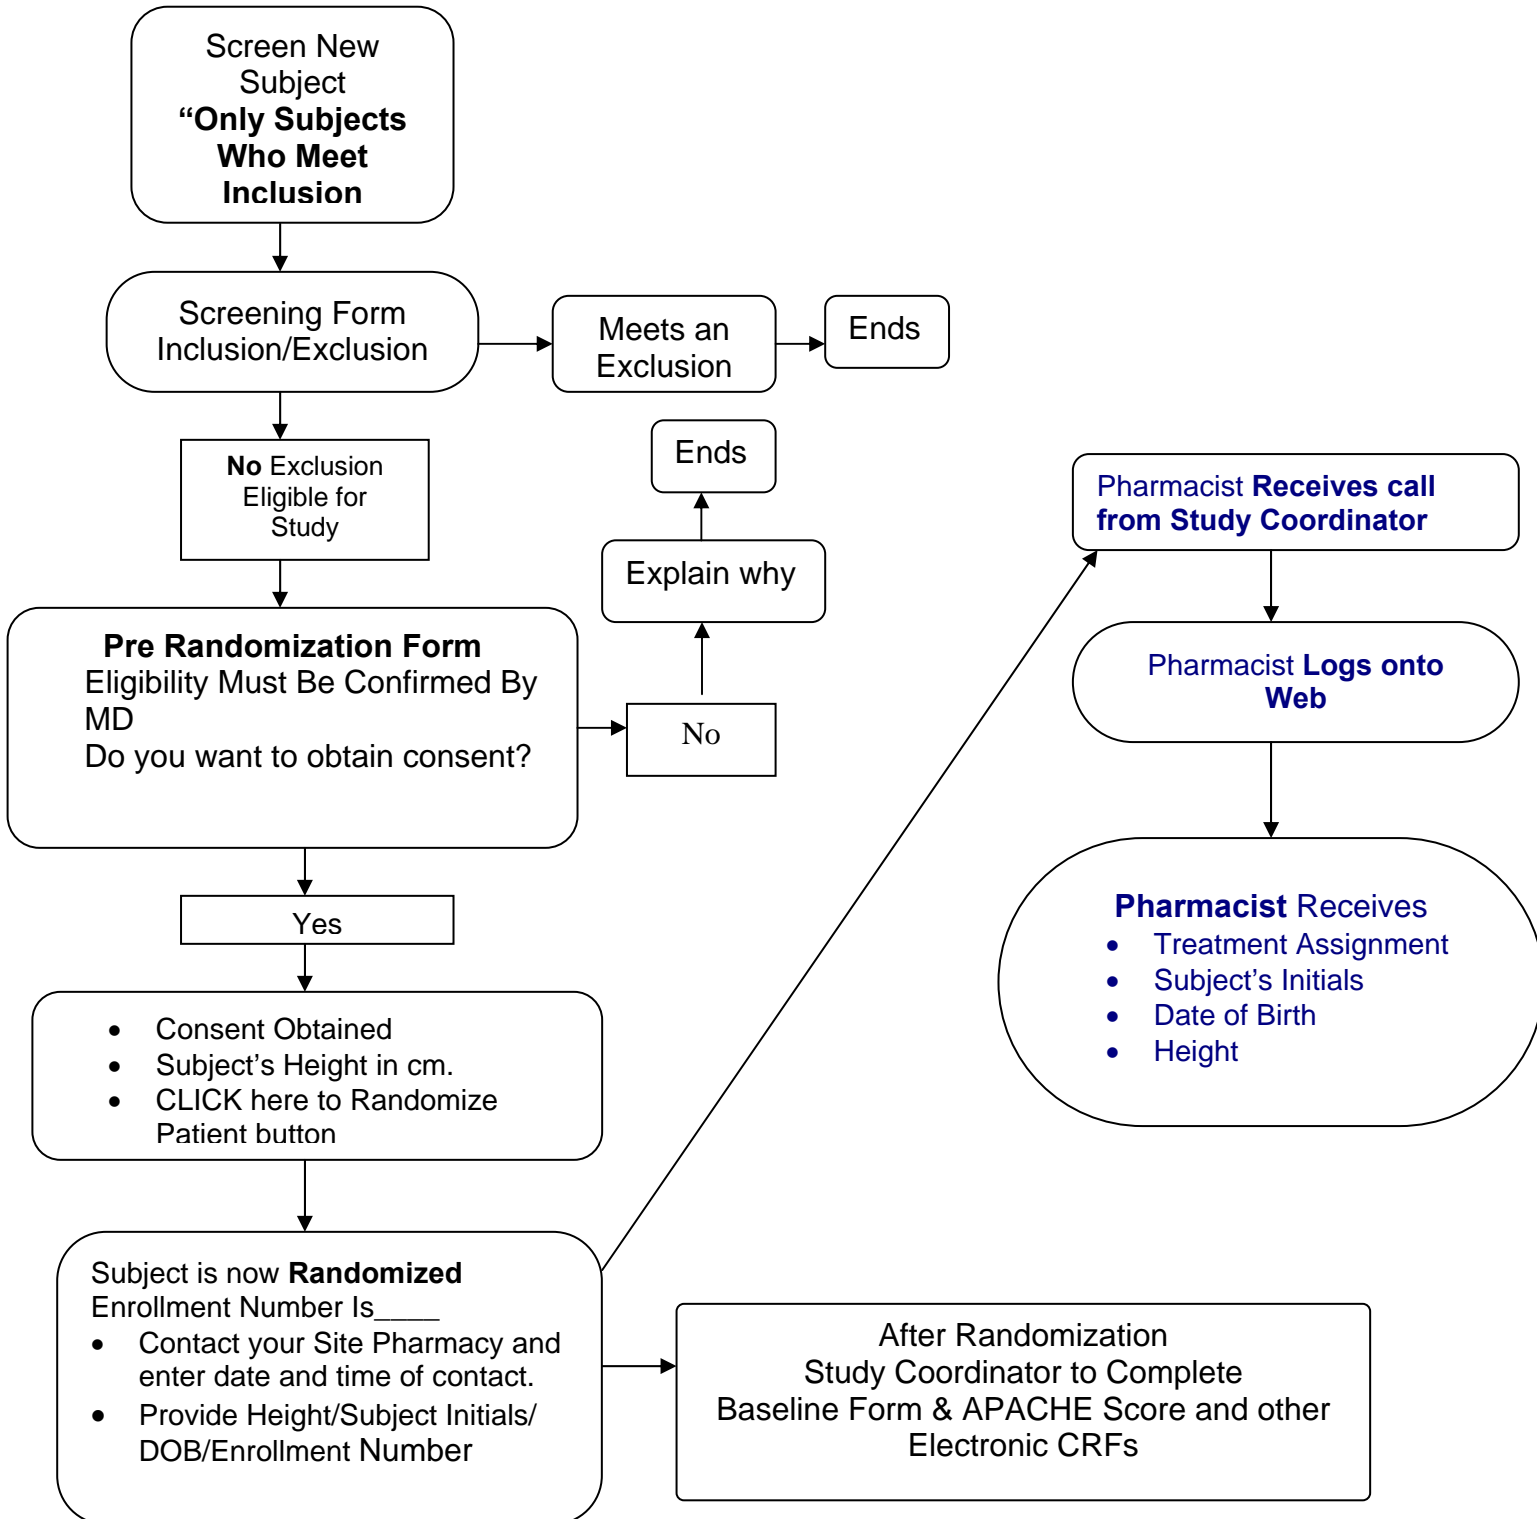 Screen New
Subject
“Only Subjects
Who Meet
Inclusion
Screening Form
Inclusion/Exclusion
Meets an
Exclusion
Ends
No Exclusion
Eligible for
Study
Ends
Explain why
Pre Randomization Form
Eligibility Must Be Confirmed By
MD
Do you want to obtain consent?
No
Yes
• Consent Obtained
• Subject’s Height in cm.
• CLICK here to Randomize
Patient button
Subject is now Randomized
Enrollment Number Is____
• Contact your Site Pharmacy and
enter date and time of contact.
• Provide Height/Subject Initials/
DOB/Enrollment Number
After Randomization
Study Coordinator to Complete
Baseline Form & APACHE Score and other
Electronic CRFs
Pharmacist Receives call
from Study Coordinator
Pharmacist Logs onto
Web
Pharmacist Receives
• Treatment Assignment
• Subject’s Initials
• Date of Birth
• Height